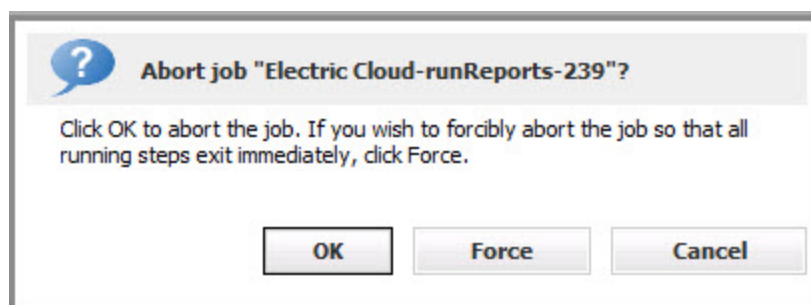 Abort job "Electric Cloud-runReports-239"?
Click OK to abort the job. If you wish to forcibly abort the job so that all
running steps exit immediately, click Force.
OK Force Cancel